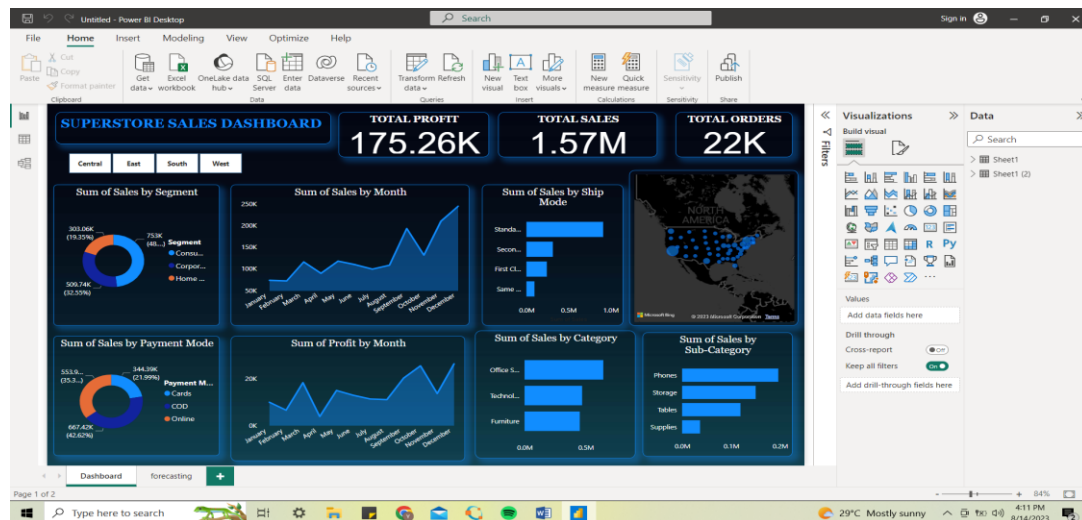 Untitled - Power BI Desktop
Search
Sign in
File Home Insert Modeling View Optimize Help
Paste
Cut
Copy
Format painter
Get data
Excel workbook
OneLake data hub
SQL Server
Enter data
Dataverse
Recent sources
Transform data
Refresh
New visual
Text box
More visuals
New measure
Quick measure
Sensitivity
Publish
Clipboard Data Queries Insert Calculations Sensitivity Share
SUPERSTORE SALES DASHBOARD
TOTAL PROFIT
175.26K
TOTAL SALES
1.57M
TOTAL ORDERS
22K
Central East South West
Sum of Sales by Segment
303.06K
(19.35%)
753K
(48....)
509.74K
(32.55%)
Segment
Consu...
Corpor...
Home ...
Sum of Sales by Month
250K
200K
150K
100K
50K
January February March April May June July August September October November December
Sum of Sales by Ship
Mode
Standa...
Secon...
First Cl...
Same ...
0.0M 0.5M 1.0M
NORTH
AMERICA
Microsoft Bing
© 2023 Microsoft Corporation Terms
Sum of Sales by Payment Mode
553.9...
(35.3...)
344.39K
(21.99%)
667.42K
(42.62%)
Payment M...
Cards
COD
Online
Sum of Profit by Month
20K
0K
January February March April May June July August September October November December
Sum of Sales by Category
Office S...
Technol...
Furniture
0.0M 0.5M
Sum of Sales by
Sub-Category
Phones
Storage
Tables
Supplies
0.0M 0.1M 0.2M
Filters
Visualizations
Build visual
R Py
Values
Add data fields here
Drill through
Cross-report
Off
Keep all filters
On
Add drill-through fields here
Data
Search
Sheet1
Sheet1 (2)
Dashboard forecasting
Page 1 of 2
84%
Type here to search
29°C Mostly sunny
4:11 PM
8/14/2023